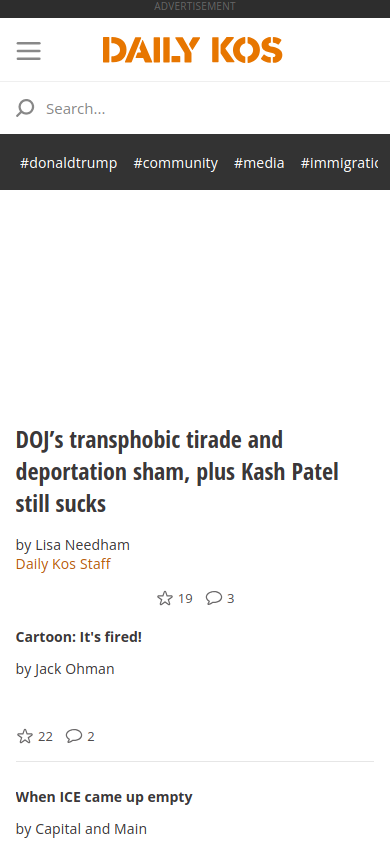 ADVERTISEMENT
DAILY KOS
Search...
#donaldtrump #community #media #immigratic
DOJ’s transphobic tirade and
deportation sham, plus Kash Patel
still sucks
by Lisa Needham
Daily Kos Staff
19 3
Cartoon: It's fired!
by Jack Ohman
22 2
When ICE came up empty
by Capital and Main